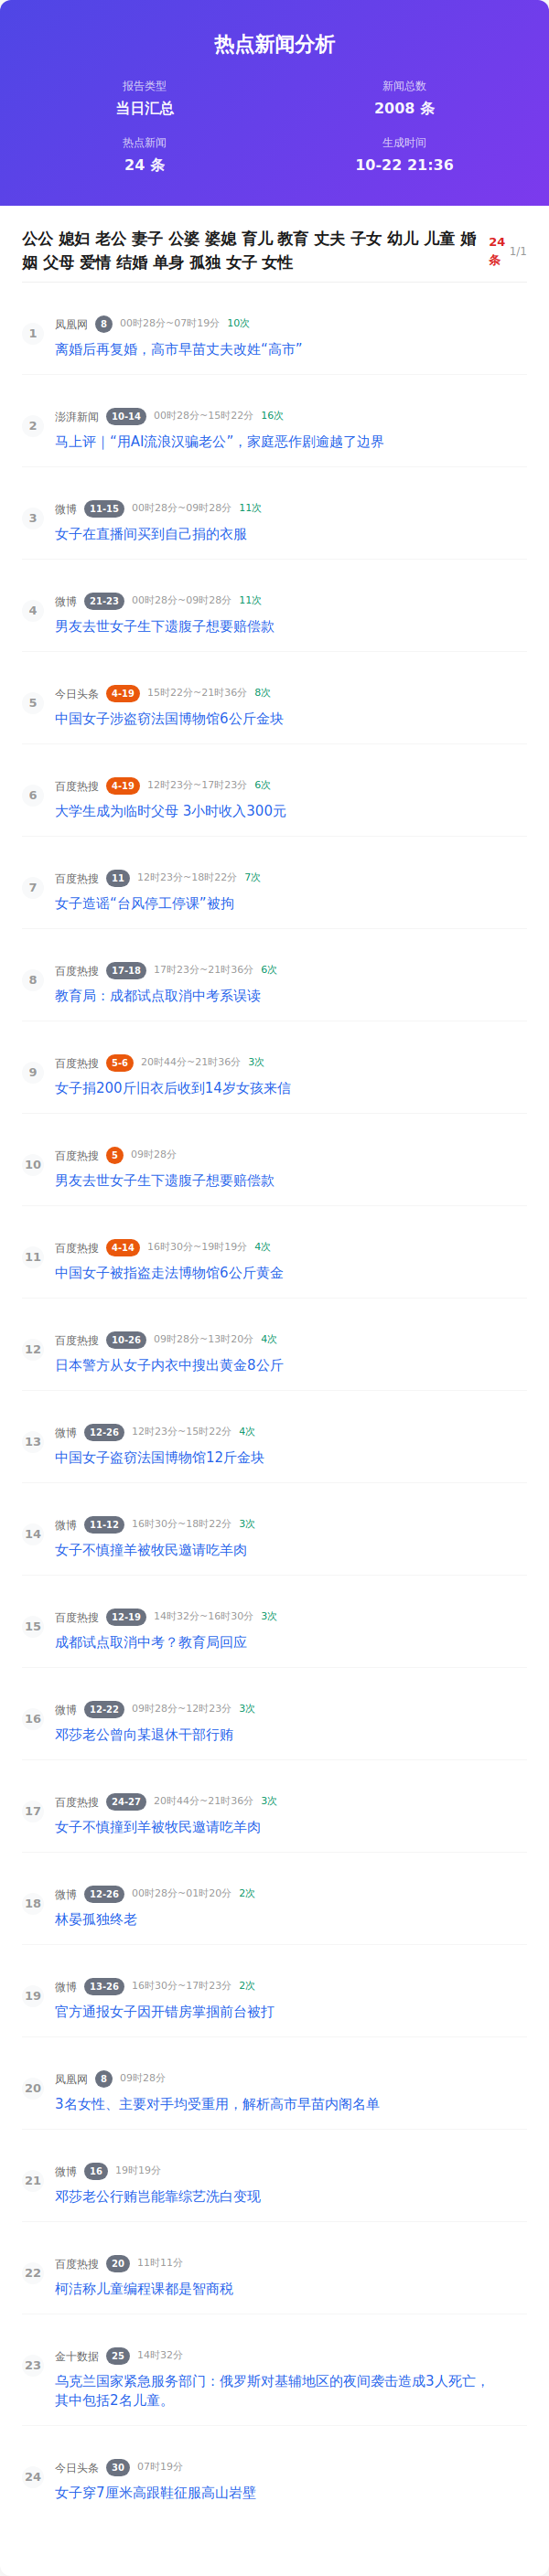 热点新闻分析
报告类型
当日汇总
新闻总数
2008 条
热点新闻
24 条
生成时间
10-22 21:36
公公 媳妇 老公 妻子 公婆 婆媳 育儿 教育 丈夫 子女 幼儿 儿童 婚
姻 父母 爱情 结婚 单身 孤独 女子 女性
24
条
1/1
1
凤凰网 8 00时28分~07时19分 10次
离婚后再复婚，高市早苗丈夫改姓“高市”
2
澎湃新闻 10-14 00时28分~15时22分 16次
马上评｜“用AI流浪汉骗老公”，家庭恶作剧逾越了边界
3
微博 11-15 00时28分~09时28分 11次
女子在直播间买到自己捐的衣服
4
微博 21-23 00时28分~09时28分 11次
男友去世女子生下遗腹子想要赔偿款
5
今日头条 4-19 15时22分~21时36分 8次
中国女子涉盗窃法国博物馆6公斤金块
6
百度热搜 4-19 12时23分~17时23分 6次
大学生成为临时父母 3小时收入300元
7
百度热搜 11 12时23分~18时22分 7次
女子造谣“台风停工停课”被拘
8
百度热搜 17-18 17时23分~21时36分 6次
教育局：成都试点取消中考系误读
9
百度热搜 5-6 20时44分~21时36分 3次
女子捐200斤旧衣后收到14岁女孩来信
10
百度热搜 5 09时28分
男友去世女子生下遗腹子想要赔偿款
11
百度热搜 4-14 16时30分~19时19分 4次
中国女子被指盗走法博物馆6公斤黄金
12
百度热搜 10-26 09时28分~13时20分 4次
日本警方从女子内衣中搜出黄金8公斤
13
微博 12-26 12时23分~15时22分 4次
中国女子盗窃法国博物馆12斤金块
14
微博 11-12 16时30分~18时22分 3次
女子不慎撞羊被牧民邀请吃羊肉
15
百度热搜 12-19 14时32分~16时30分 3次
成都试点取消中考？教育局回应
16
微博 12-22 09时28分~12时23分 3次
邓莎老公曾向某退休干部行贿
17
百度热搜 24-27 20时44分~21时36分 3次
女子不慎撞到羊被牧民邀请吃羊肉
18
微博 12-26 00时28分~01时20分 2次
林晏孤独终老
19
微博 13-26 16时30分~17时23分 2次
官方通报女子因开错房掌掴前台被打
20
凤凰网 8 09时28分
3名女性、主要对手均受重用，解析高市早苗内阁名单
21
微博 16 19时19分
邓莎老公行贿岂能靠综艺洗白变现
22
百度热搜 20 11时11分
柯洁称儿童编程课都是智商税
23
金十数据 25 14时32分
乌克兰国家紧急服务部门：俄罗斯对基辅地区的夜间袭击造成3人死亡，
其中包括2名儿童。
24
今日头条 30 07时19分
女子穿7厘米高跟鞋征服高山岩壁